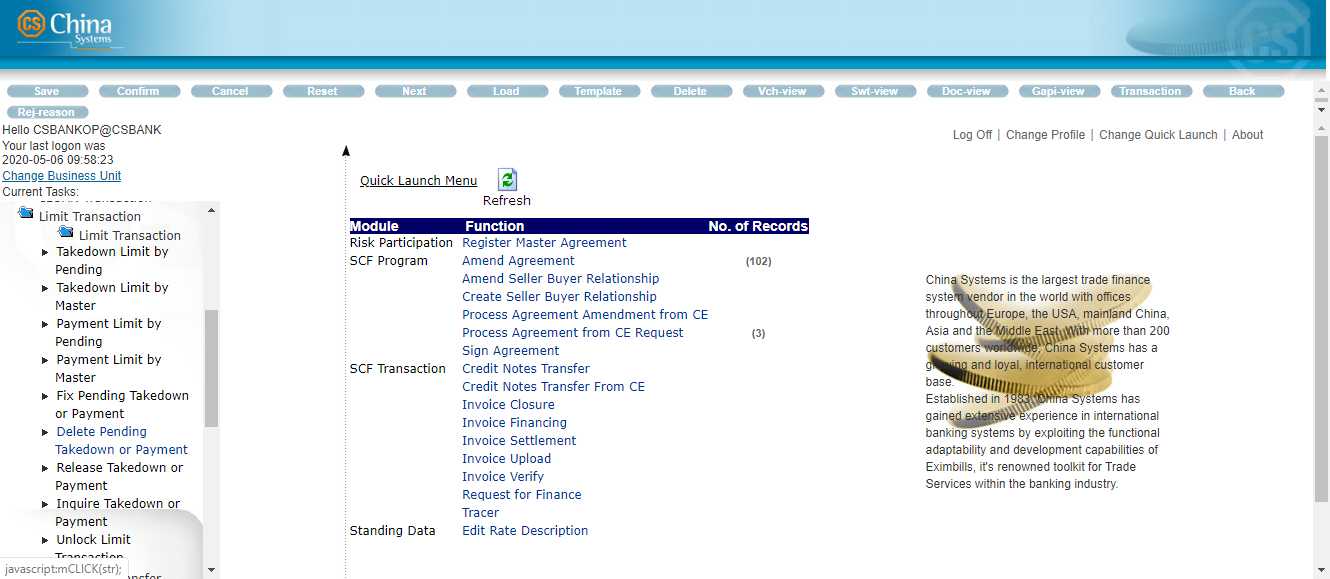 CS China
Systems
Save Confirm Cancel Reset Next Load Template Delete Vch-view Swt-view Doc-view Gapi-view Transaction Back
Rej-reason
Hello CSBANKOP@CSBANK
Your last logon was
2020-05-06 09:58:23
Change Business Unit
Current Tasks:
Limit Transaction
Limit Transaction
Takedown Limit by
Pending
Takedown Limit by
Master
Payment Limit by
Pending
Payment Limit by
Master
Fix Pending Takedown
or Payment
Delete Pending
Takedown or Payment
Release Takedown or
Payment
Inquire Takedown or
Payment
Unlock Limit
Transaction
javascript:mCLICK(str);
Log Off | Change Profile | Change Quick Launch | About
Quick Launch Menu
Refresh
Module Function No. of Records
Risk Participation Register Master Agreement
SCF Program Amend Agreement (102)
Amend Seller Buyer Relationship
Create Seller Buyer Relationship
Process Agreement Amendment from CE
Process Agreement from CE Request (3)
Sign Agreement
SCF Transaction Credit Notes Transfer
Credit Notes Transfer From CE
Invoice Closure
Invoice Financing
Invoice Settlement
Invoice Upload
Invoice Verify
Request for Finance
Tracer
Standing Data Edit Rate Description
China Systems is the largest trade finance
system vendor in the world with offices
throughout Europe, the USA, mainland China,
Asia and the Middle East. With more than 200
customers worldwide, China Systems has a
growing and loyal, international customer
base.
Established in 1983, China Systems has
gained extensive experience in international
banking systems by exploiting the functional
adaptability and development capabilities of
Eximbills, it's renowned toolkit for Trade
Services within the banking industry.